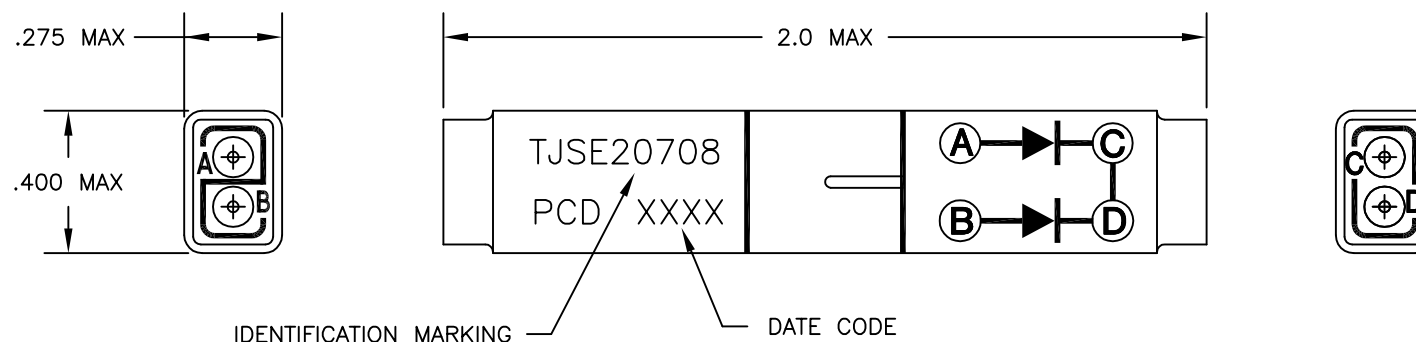 .275 MAX
2.0 MAX
.400 MAX
A
B
TJSE20708
PCD XXXX
A
C
B
D
C
D
IDENTIFICATION MARKING
DATE CODE